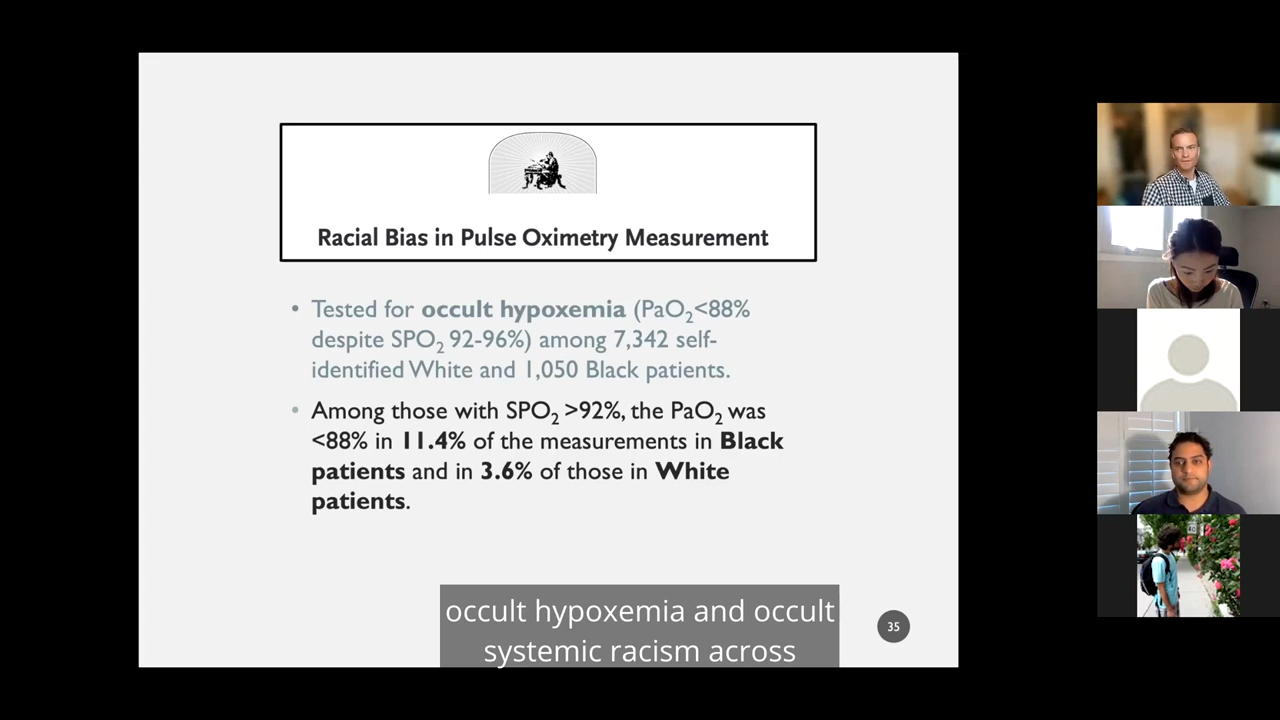 Racial Bias in Pulse Oximetry Measurement
• Tested for occult hypoxemia (PaO₂<88%
despite SPO₂ 92-96%) among 7,342 self-
identified White and 1,050 Black patients.
• Among those with SPO₂ >92%, the PaO₂ was
<88% in 11.4% of the measurements in Black
patients and in 3.6% of those in White
patients.
occult hypoxemia and occult
systemic racism across
35